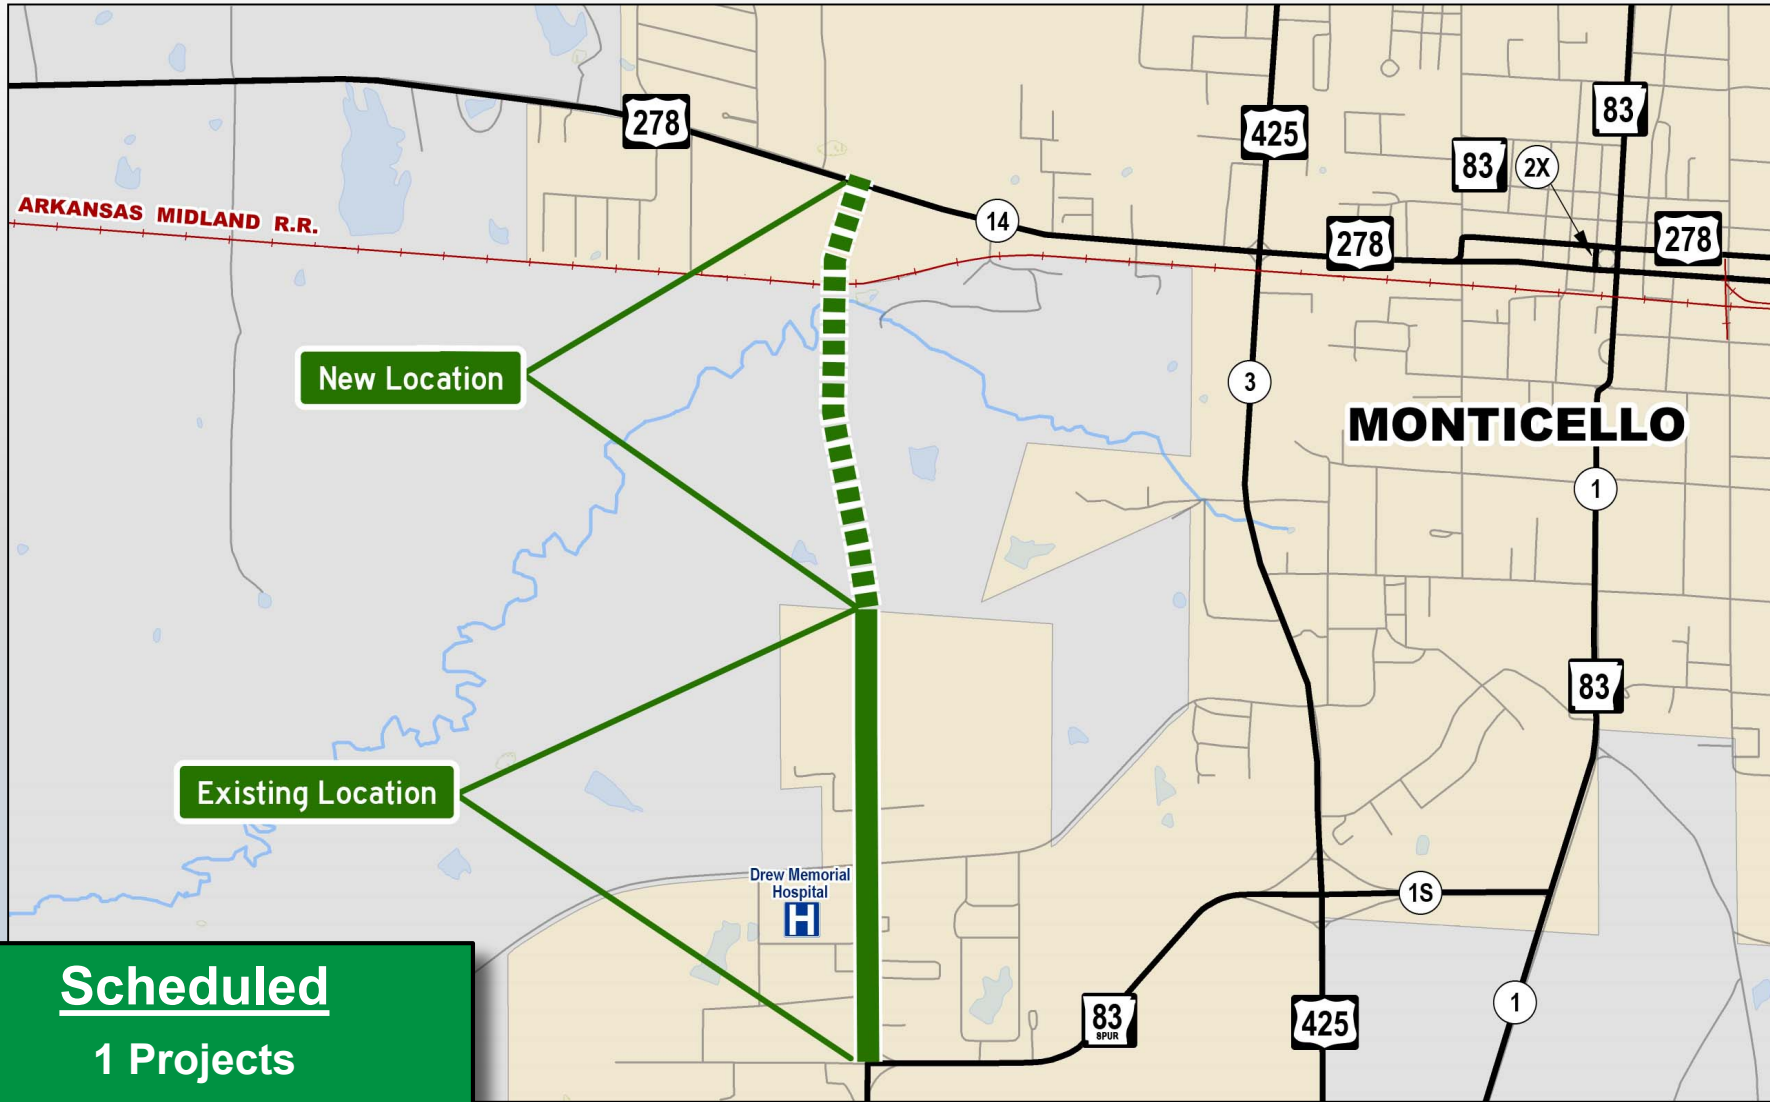 83
278
425
83
2X
ARKANSAS MIDLAND R.R.
14
278
278
New Location
3
MONTICELLO
1
83
Existing Location
Drew Memorial
Hospital
H
1S
Scheduled
1 Projects
83
SPUR
425
1